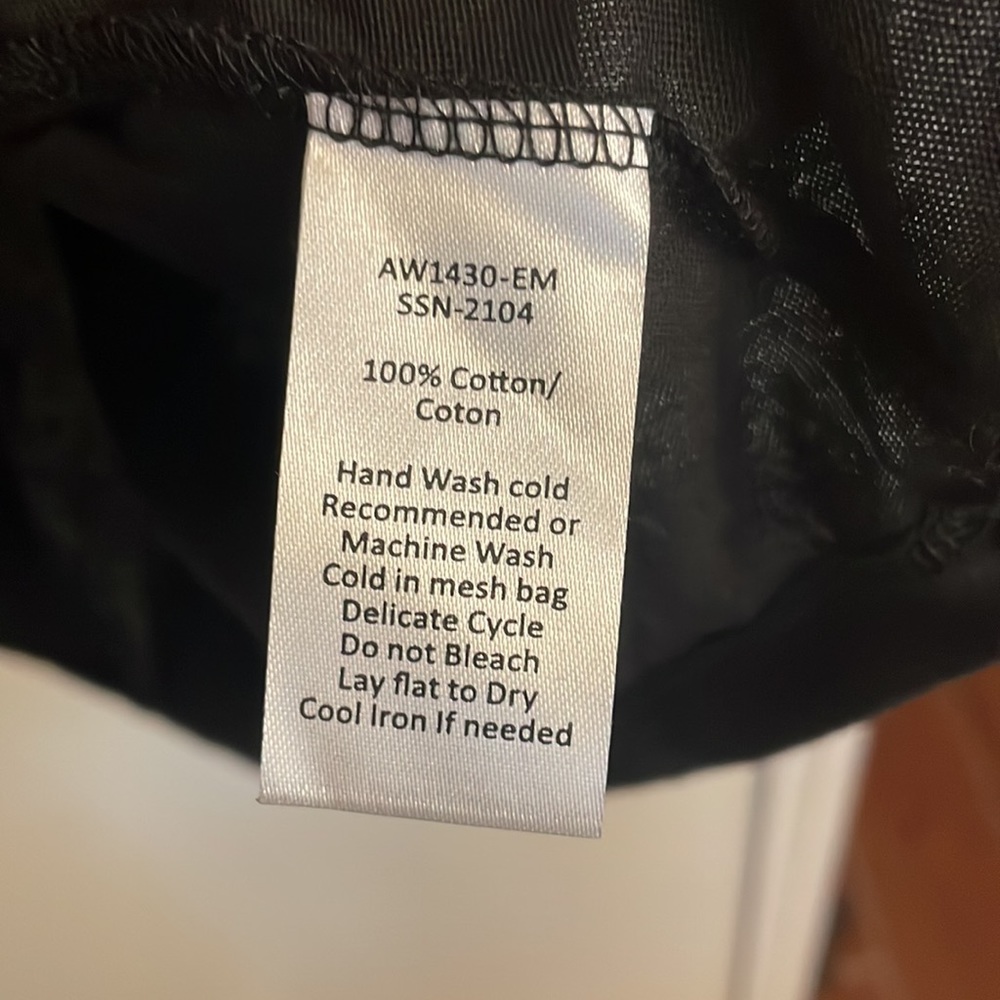 AW1430-EM
SSN-2104
100% Cotton/
Coton
Hand Wash cold
Recommended or
Machine Wash
Cold in mesh bag
Delicate Cycle
Do not Bleach
Lay flat to Dry
Cool Iron If needed